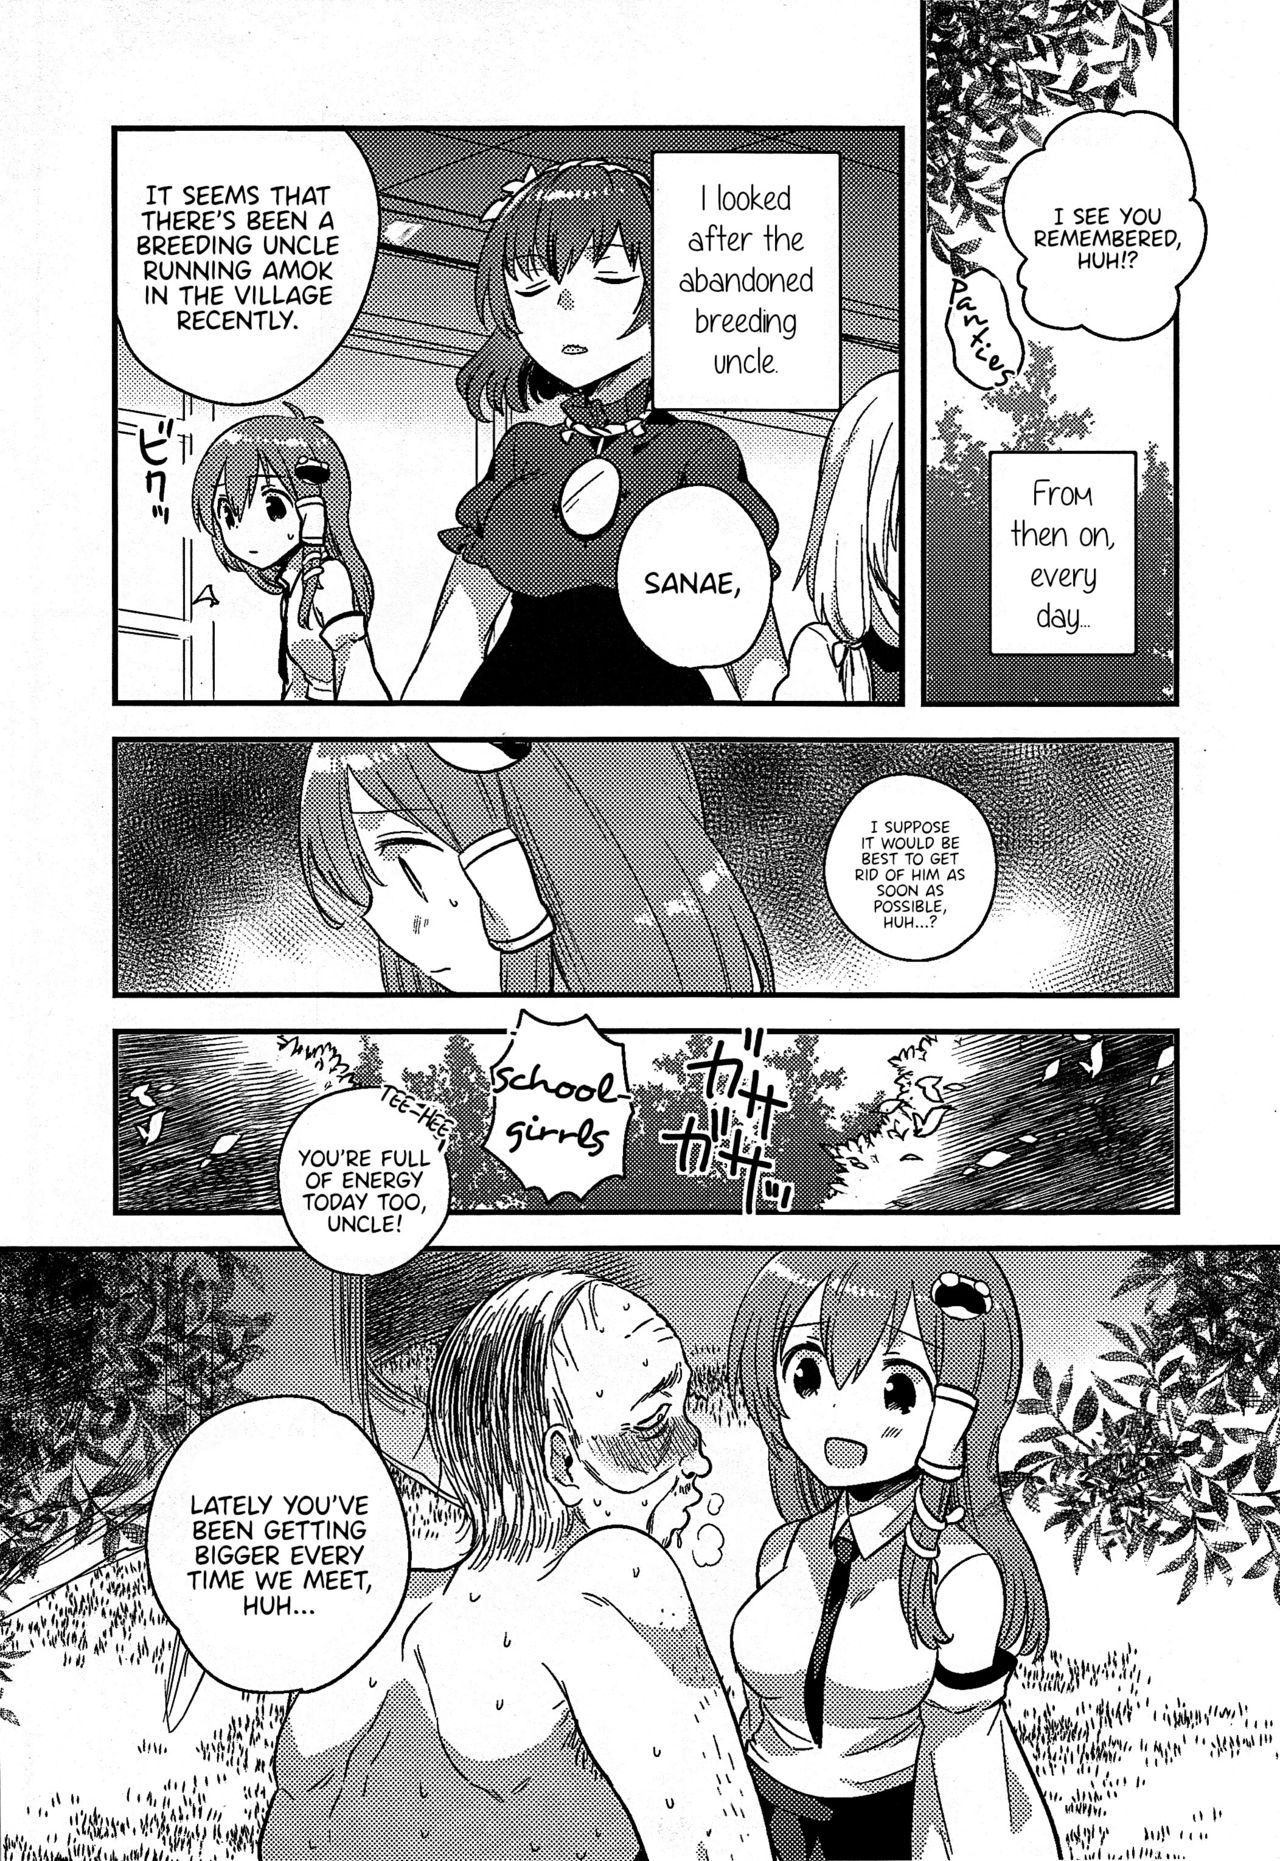 I SEE YOU
REMEMBERED,
HUH!?
Panties
From
then on,
every
day...
I looked
after the
abandoned
breeding
uncle.
SANAE,
IT SEEMS THAT
THERE'S BEEN A
BREEDING UNCLE
RUNNING AMOK
IN THE VILLAGE
RECENTLY.
ビクッ
I SUPPOSE
IT WOULD BE
BEST TO GET
RID OF HIM AS
SOON AS
POSSIBLE,
HUH...?
ガサ
ガサッ
school-
girrls
TEE-HEE,
YOU'RE FULL
OF ENERGY
TODAY TOO,
UNCLE!
LATELY YOU'VE
BEEN GETTING
BIGGER EVERY
TIME WE MEET,
HUH...